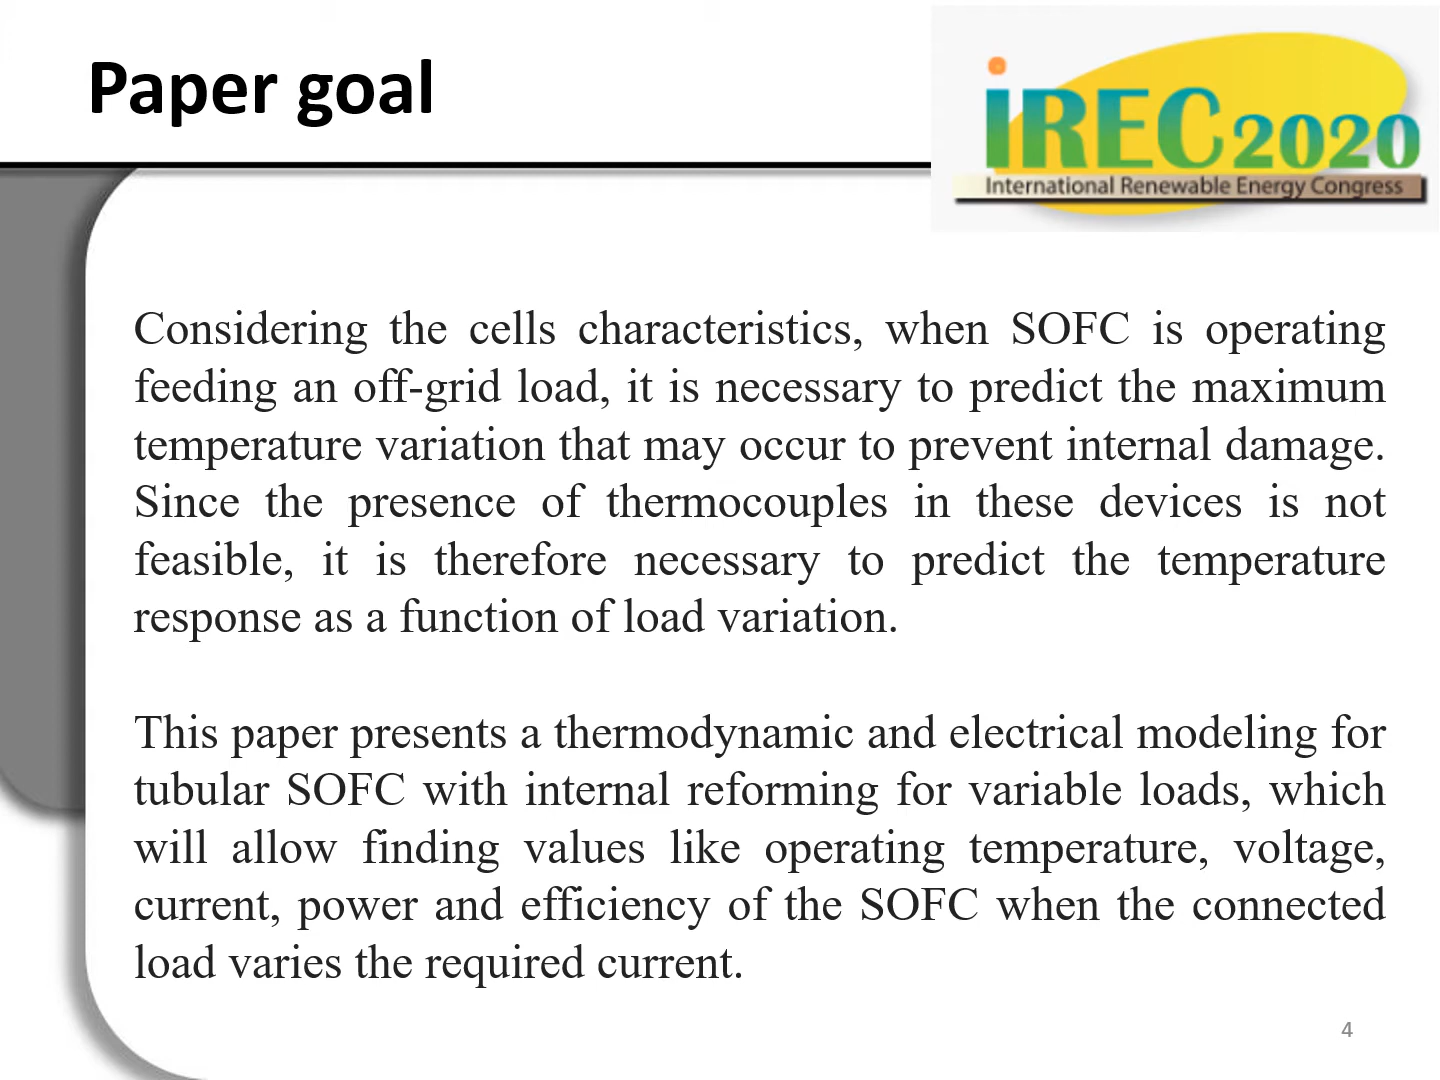 Paper goal
iREC2020
International Renewable Energy Congress
Considering the cells characteristics, when SOFC is operating
feeding an off-grid load, it is necessary to predict the maximum
temperature variation that may occur to prevent internal damage.
Since the presence of thermocouples in these devices is not
feasible, it is therefore necessary to predict the temperature
response as a function of load variation.
This paper presents a thermodynamic and electrical modeling for
tubular SOFC with internal reforming for variable loads, which
will allow finding values like operating temperature, voltage,
current, power and efficiency of the SOFC when the connected
load varies the required current.
4